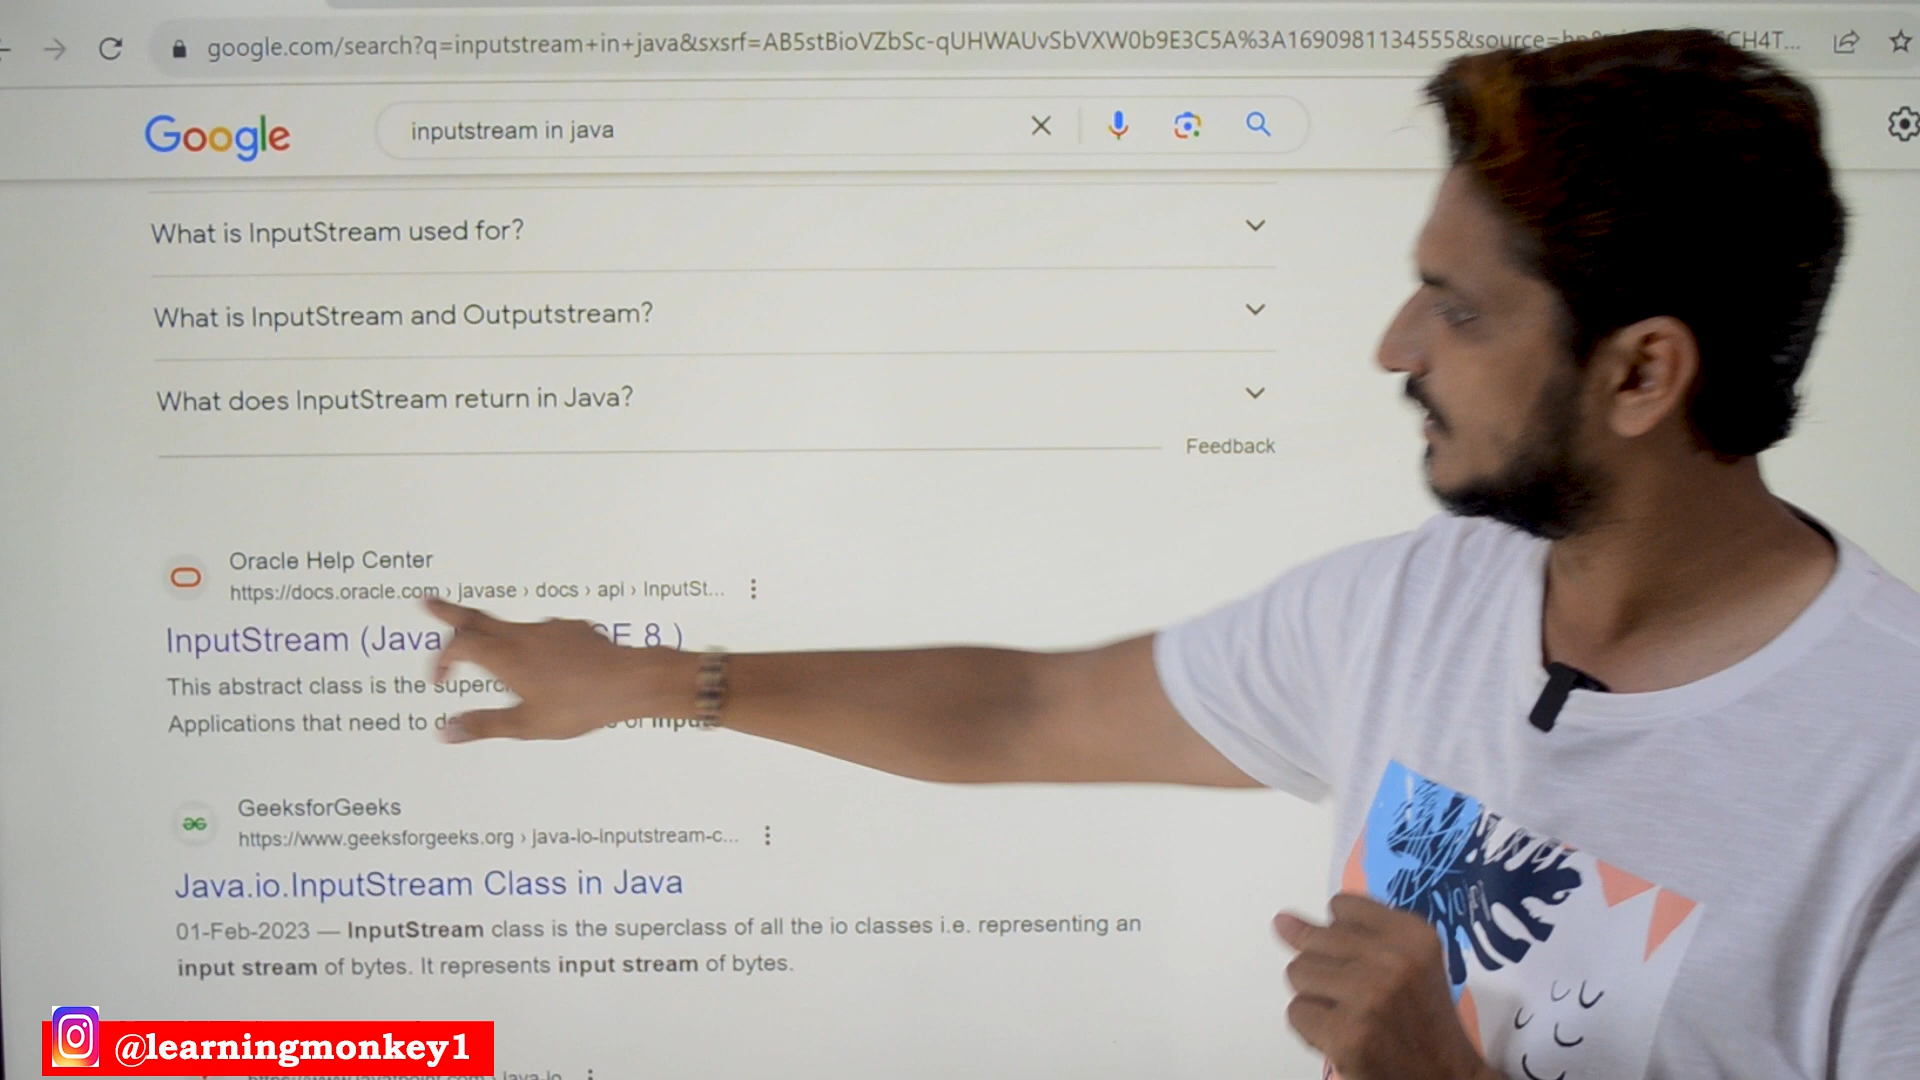 google.com/search?q=inputstream+in+java&sxsrf=AB5stBioVZbSc-qUHWAUvSbVXW0b9E3C5A%3A1690981134555&source=
CH4T...
Google
inputstream in java
What is InputStream used for?
What is InputStream and Outputstream?
What does InputStream return in Java?
Feedback
Oracle Help Center
https://docs.oracle.com › javase › docs › api › InputSt...
InputStream (Java SE 8 )
This abstract class is the
Applications that need to
GeeksforGeeks
https://www.geeksforgeeks.org › java-io-inputstream-c...
Java.io.InputStream Class in Java
01-Feb-2023 — InputStream class is the superclass of all the io classes i.e. representing an
input stream of bytes. It represents input stream of bytes.
@learningmonkey1